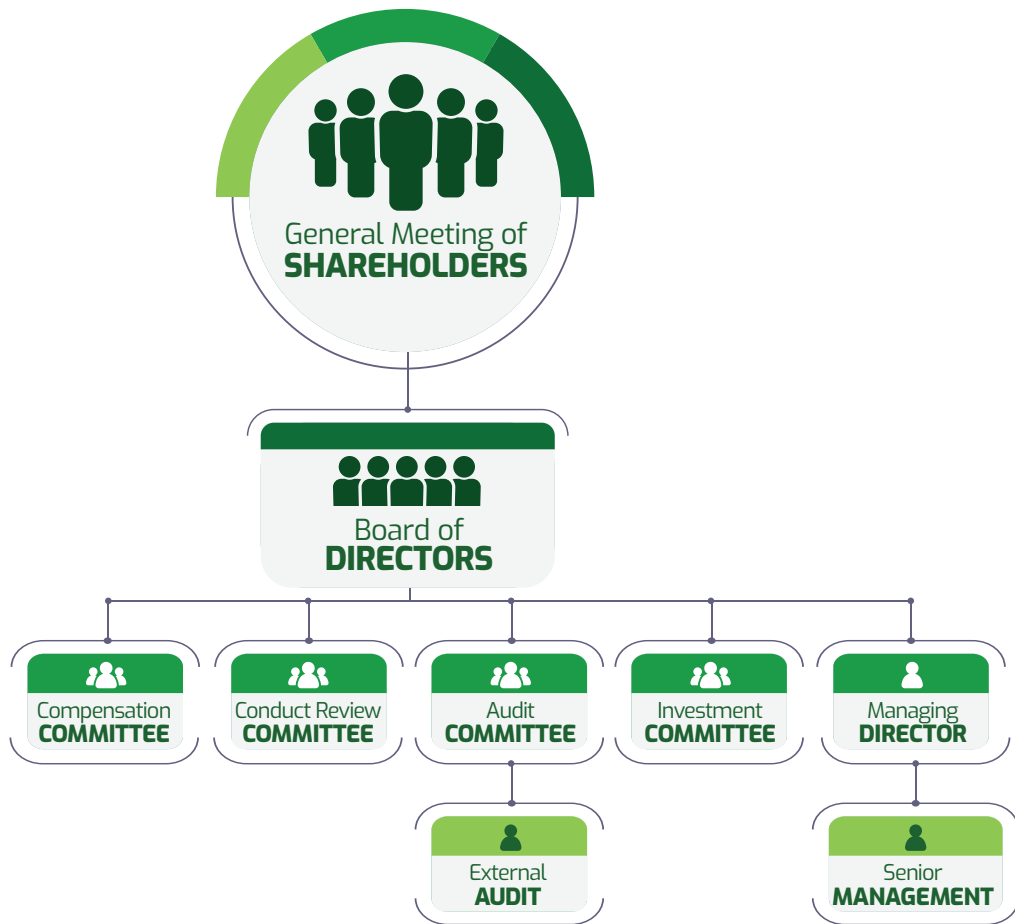 General Meeting of
SHAREHOLDERS
Board of
DIRECTORS
Compensation
COMMITTEE
Conduct Review
COMMITTEE
Audit
COMMITTEE
Investment
COMMITTEE
Managing
DIRECTOR
External
AUDIT
Senior
MANAGEMENT